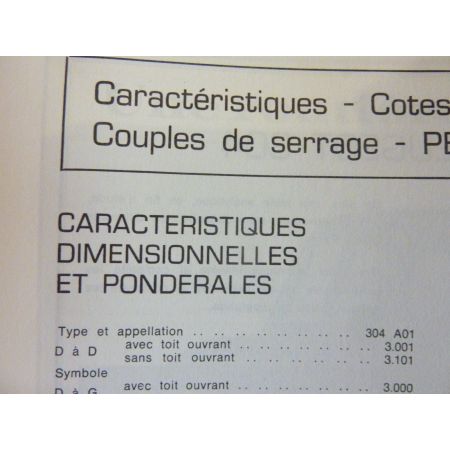 Caractéristiques - Cotes
Couples de serrage - PE
CARACTERISTIQUES
DIMENSIONNELLES
ET PONDERALES
Type et appellation .. .. .. .. .. .. .. .. .. 304 A01
D à D avec toit ouvrant .. .. .. .. .. .. .. 3.001
sans toit ouvrant .. .. .. .. .. .. .. 3.101
Symbole
D à G avec toit ouvrant .. .. .. .. .. .. .. 3.000